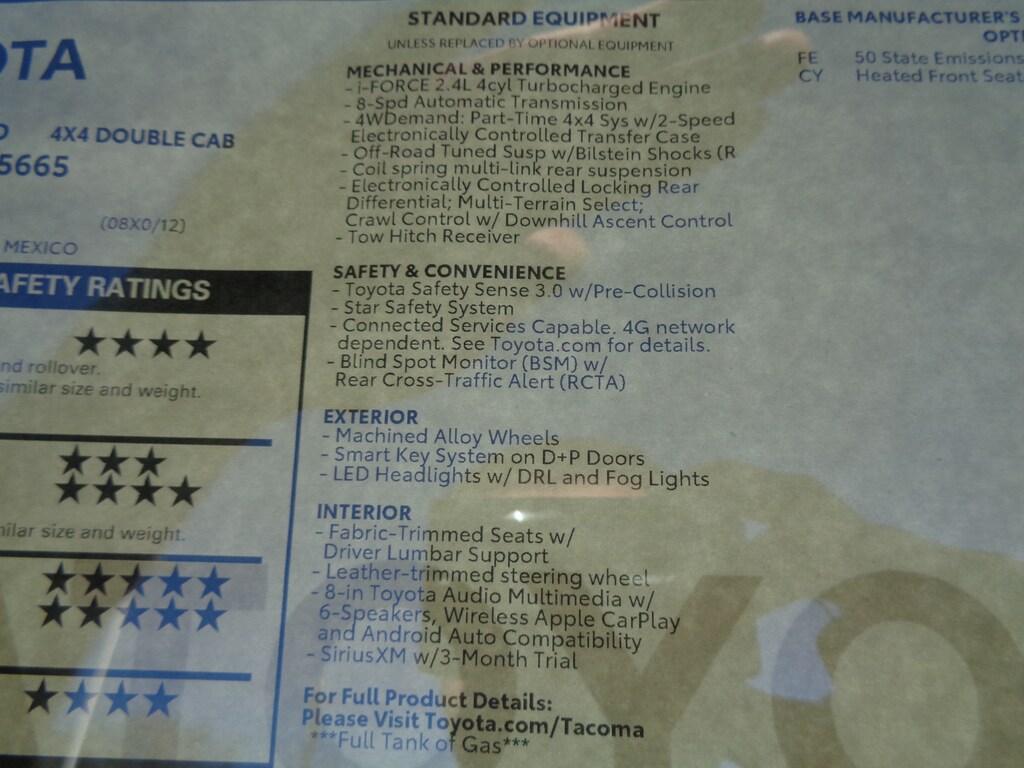 OTA
4X4 DOUBLE CAB
5665
(08X0/12)
MEXICO
AFETY RATINGS
★★★★
nd rollover.
similar size and weight.
★★★
★★★★
ilar size and weight.
★★★★★
★★★★★
★★★★
STANDARD EQUIPMENT
UNLESS REPLACED BY OPTIONAL EQUIPMENT
MECHANICAL & PERFORMANCE
- i-FORCE 2.4L 4cyl Turbocharged Engine
- 8-Spd Automatic Transmission
- 4WDemand: Part-Time 4x4 Sys w/2-Speed
Electronically Controlled Transfer Case
- Off-Road Tuned Susp w/Bilstein Shocks (R
- Coil spring multi-link rear suspension
- Electronically Controlled Locking Rear
Differential; Multi-Terrain Select;
Crawl Control w/ Downhill Ascent Control
- Tow Hitch Receiver
SAFETY & CONVENIENCE
- Toyota Safety Sense 3.0 w/Pre-Collision
- Star Safety System
- Connected Services Capable. 4G network
dependent. See Toyota.com for details.
- Blind Spot Monitor (BSM) w/
Rear Cross-Traffic Alert (RCTA)
EXTERIOR
- Machined Alloy Wheels
- Smart Key System on D+P Doors
- LED Headlights w/ DRL and Fog Lights
INTERIOR
- Fabric-Trimmed Seats w/
Driver Lumbar Support
- Leather-trimmed steering wheel
- 8-in Toyota Audio Multimedia w/
6-Speakers, Wireless Apple CarPlay
and Android Auto Compatibility
- SiriusXM w/3-Month Trial
For Full Product Details:
Please Visit Toyota.com/Tacoma
***Full Tank of Gas***
BASE MANUFACTURER'S
OPTI
FE 50 State Emissions
CY Heated Front Seat